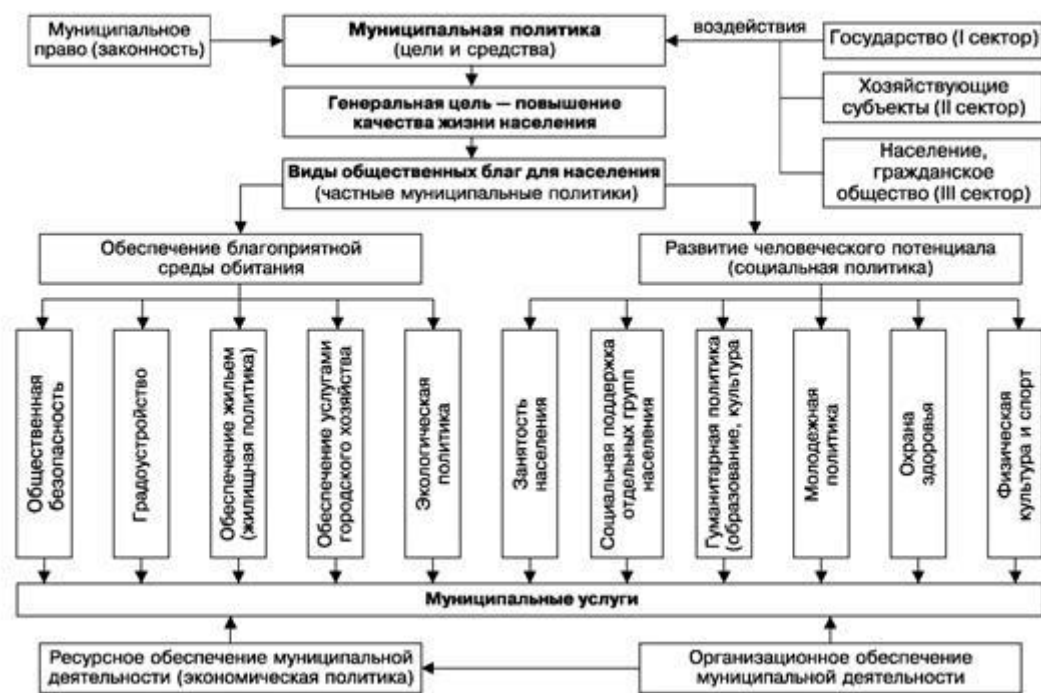 Муниципальное
право (законность)
Муниципальная политика
(цели и средства)
воздействия
Государство (I сектор)
Генеральная цель — повышение
качества жизни населения
Хозяйствующие
субъекты (II сектор)
Виды общественных благ для населения
(частные муниципальные политики)
Население,
гражданское
общество (III сектор)
Обеспечение благоприятной
среды обитания
Развитие человеческого потенциала
(социальная политика)
Общественная
безопасность
Градоустройство
Обеспечение жильем
(жилищная политика)
Обеспечение услугами
городского хозяйства
Экологическая
политика
Занятость
населения
Социальная поддержка
отдельных групп
населения
Гуманитарная политика
(образование, культура)
Молодежная
политика
Охрана
здоровья
Физическая
культура и спорт
Муниципальные услуги
Ресурсное обеспечение муниципальной
деятельности (экономическая политика)
Организационное обеспечение
муниципальной деятельности